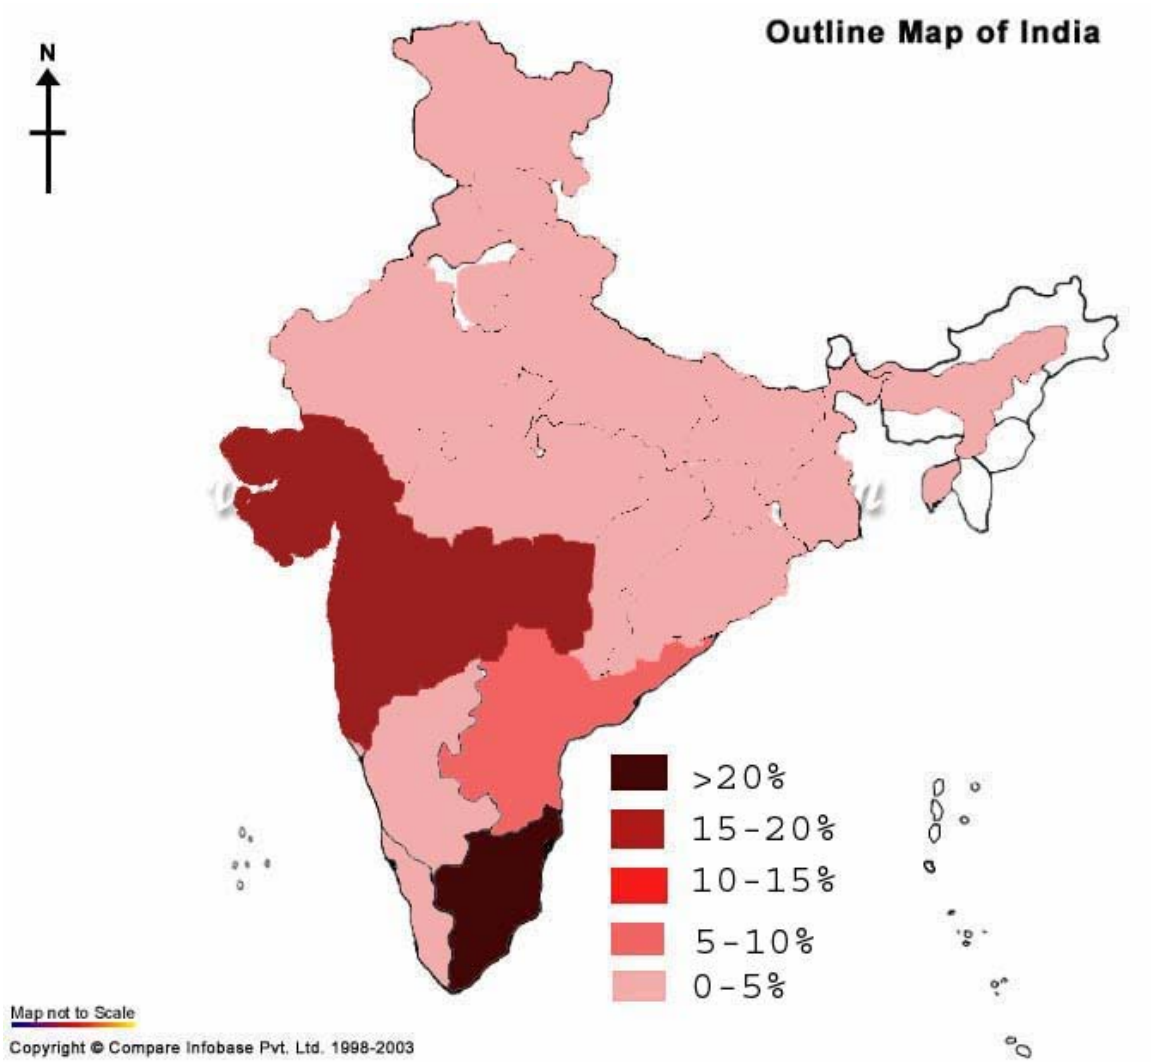 Outline Map of India
N
>20%
15-20%
10-15%
5-10%
0-5%
Map not to Scale
Copyright © Compare Infobase Pvt. Ltd. 1998-2003